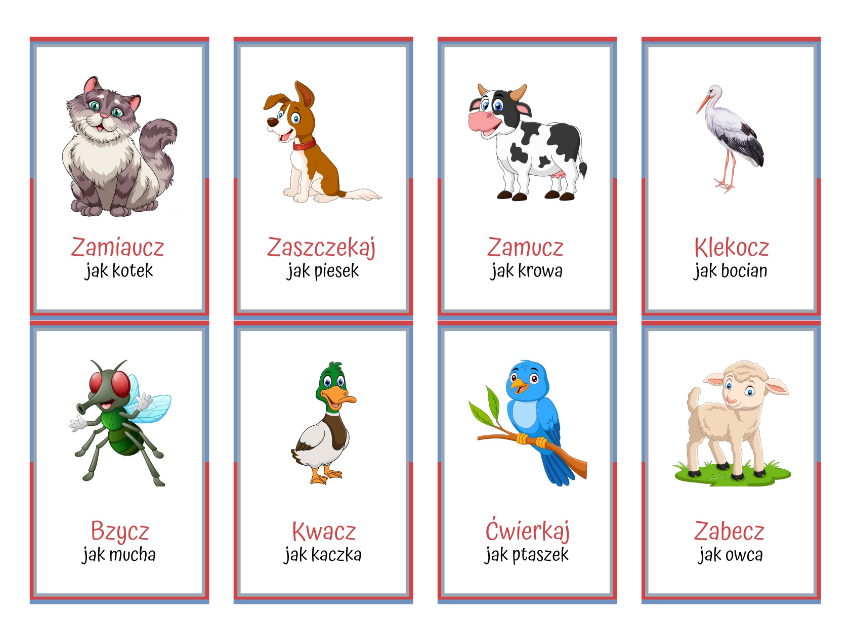 Zamiaucz
jak kotek
Zaszczekaj
jak piesek
Zamucz
jak krowa
Klekocz
jak bocian
Bzycz
jak mucha
Kwacz
jak kaczka
Ćwierkaj
jak ptaszek
Zabecz
jak owca